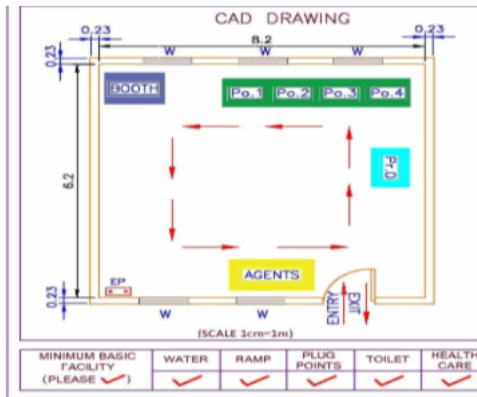 CAD DRAWING
0.23 8.2 0.23
0.23 W W W
BOOTH Po.1 Po.2 Po.3 Po.4
6.2
Pr.O
EP AGENTS
0.23
W W ENTRY EXIT
(SCALE 1cm=1m)
MINIMUM BASIC FACILITY (PLEASE ✓)
WATER RAMP PLUG POINTS TOILET HEALTH CARE